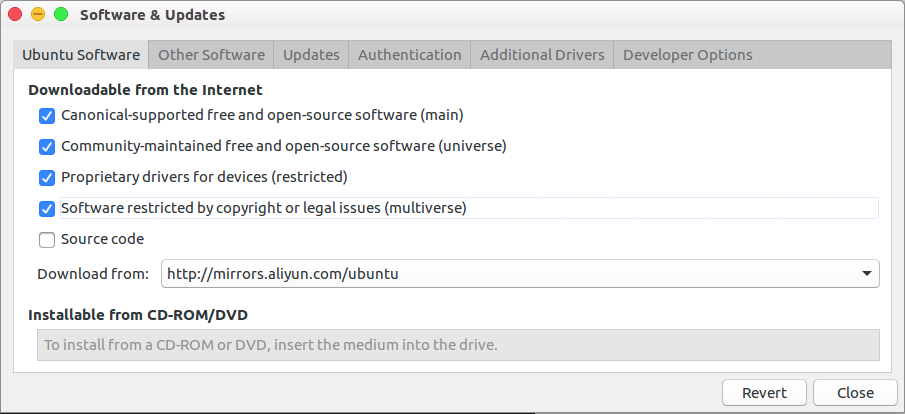 Software & Updates
Ubuntu Software Other Software Updates Authentication Additional Drivers Developer Options
Downloadable from the Internet
Canonical-supported free and open-source software (main)
Community-maintained free and open-source software (universe)
Proprietary drivers for devices (restricted)
Software restricted by copyright or legal issues (multiverse)
Source code
Download from: http://mirrors.aliyun.com/ubuntu
Installable from CD-ROM/DVD
To install from a CD-ROM or DVD, insert the medium into the drive.
Revert Close